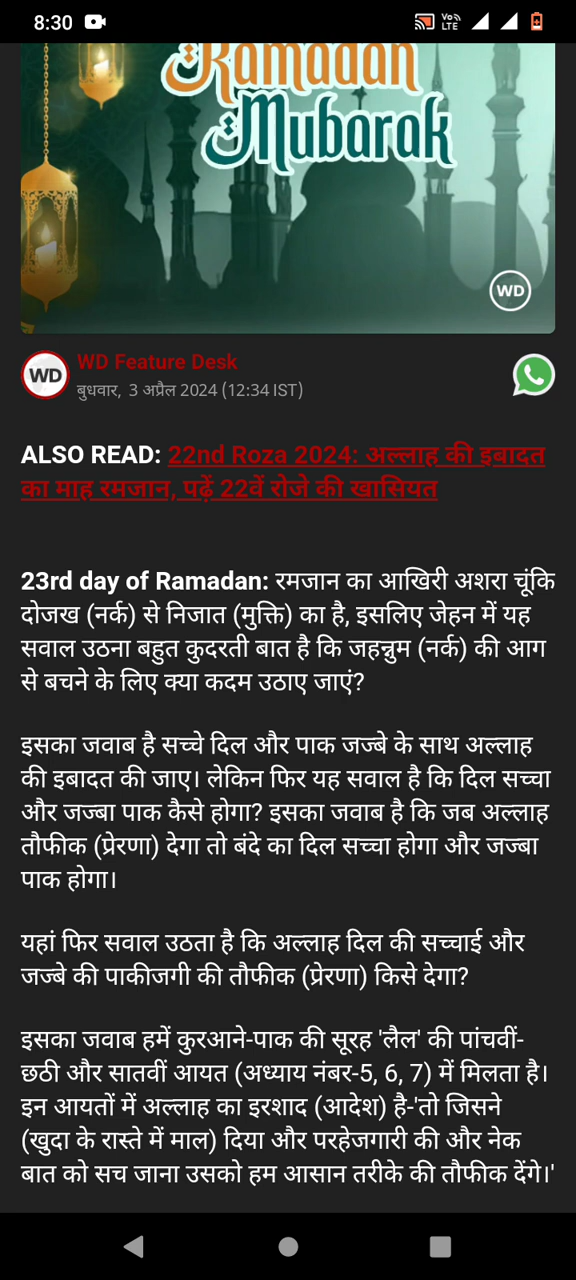 8:30
Vo
LTE
Ramadan
Mubarak
WD
WD
WD Feature Desk
बुधवार, 3 अप्रैल 2024 (12:34 IST)
ALSO READ: 22nd Roza 2024: अल्लाह की इबादत
का माह रमजान, पढ़ें 22वें रोजे की खासियत
23rd day of Ramadan: रमजान का आखिरी अशरा चूंकि
दोजख (नर्क) से निजात (मुक्ति) का है, इसलिए जेहन में यह
सवाल उठना बहुत कुदरती बात है कि जहन्नुम (नर्क) की आग
से बचने के लिए क्या कदम उठाए जाएं?
इसका जवाब है सच्चे दिल और पाक जज्बे के साथ अल्लाह
की इबादत की जाए। लेकिन फिर यह सवाल है कि दिल सच्चा
और जज्बा पाक कैसे होगा? इसका जवाब है कि जब अल्लाह
तौफीक (प्रेरणा) देगा तो बंदे का दिल सच्चा होगा और जज्बा
पाक होगा।
यहां फिर सवाल उठता है कि अल्लाह दिल की सच्चाई और
जज्बे की पाकीजगी की तौफीक (प्रेरणा) किसे देगा?
इसका जवाब हमें कुरआने-पाक की सूरह 'लैल' की पांचवीं-
छठी और सातवीं आयत (अध्याय नंबर-5, 6, 7) में मिलता है।
इन आयतों में अल्लाह का इरशाद (आदेश) है-'तो जिसने
(खुदा के रास्ते में माल) दिया और परहेजगारी की और नेक
बात को सच जाना उसको हम आसान तरीके की तौफीक देंगे।'